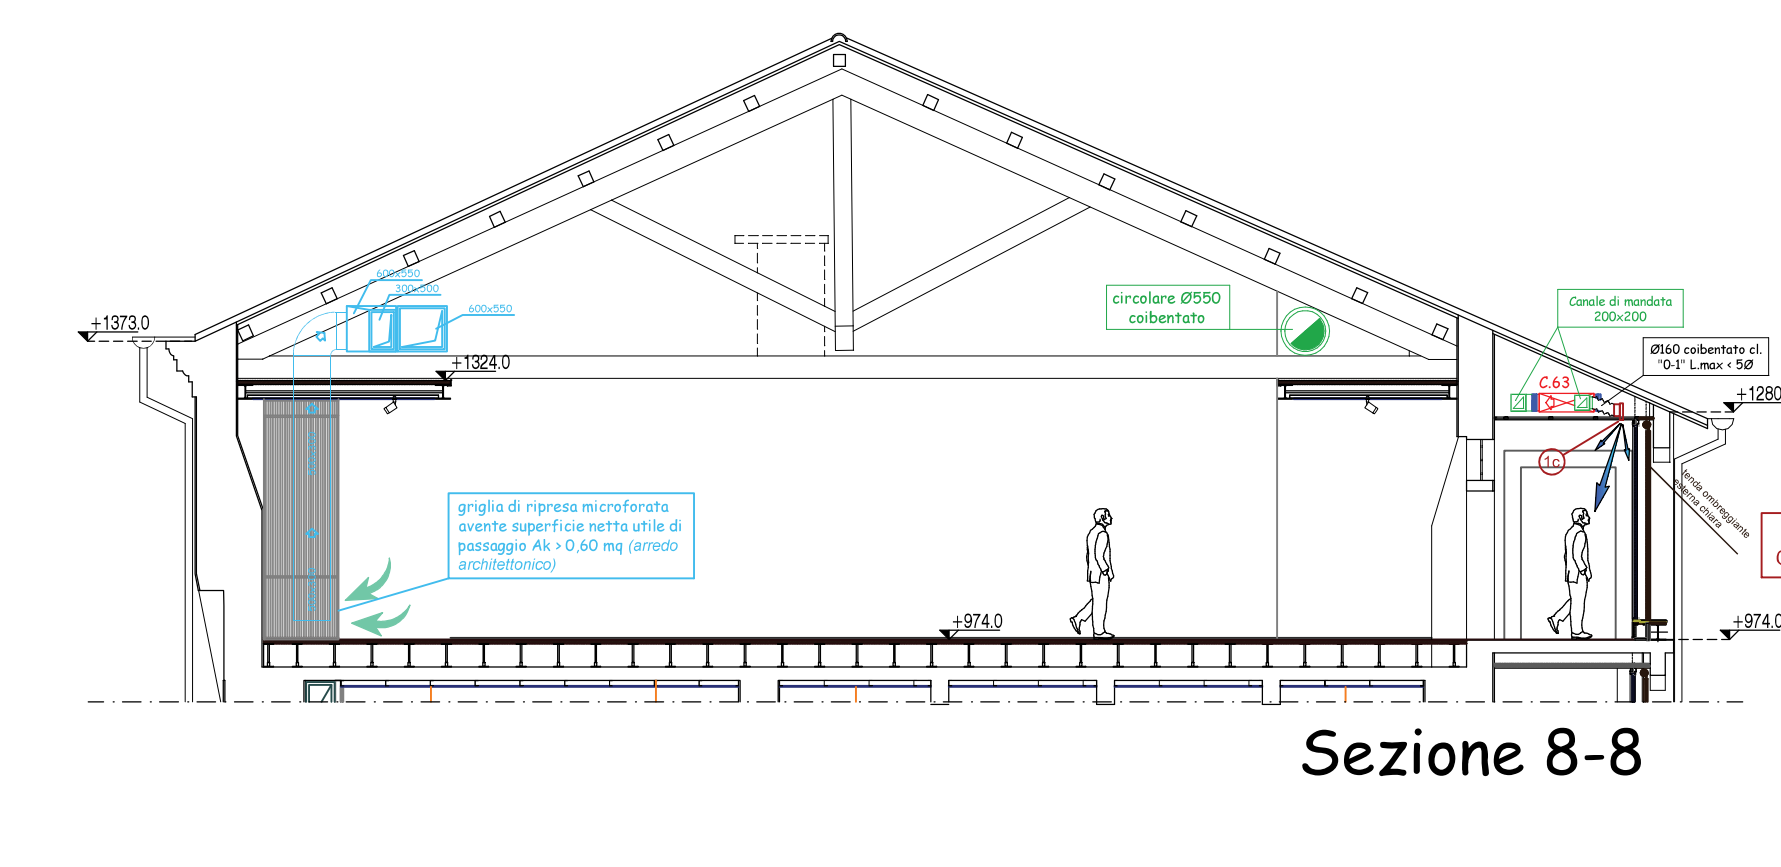 600x550
300x500
600x550
+1373.0
+1324.0
circolare Ø550
coibentato
Canale di mandata
200x200
Ø160 coibentato cl.
"0-1" L.max < 5Ø
C.63
+1280
1c
tenda ombreggiante
esterna chiara
griglia di ripresa microforata
avente superficie netta utile di
passaggio Ak > 0,60 mq (arredo
architettonico)
+974.0
+974.0
Sezione 8-8